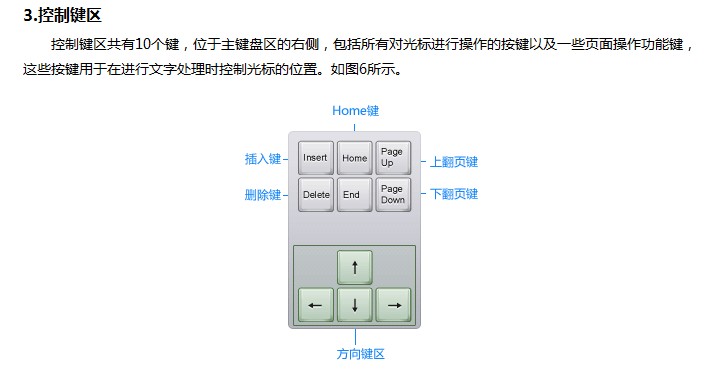 3.控制键区
控制键区共有10个键，位于主键盘区的右侧，包括所有对光标进行操作的按键以及一些页面操作功能键，
这些按键用于在进行文字处理时控制光标的位置。如图6所示。
Home键
插入键
Insert
Home
Page Up
上翻页键
删除键
Delete
End
Page Down
下翻页键
↑
← ↓ →
方向键区